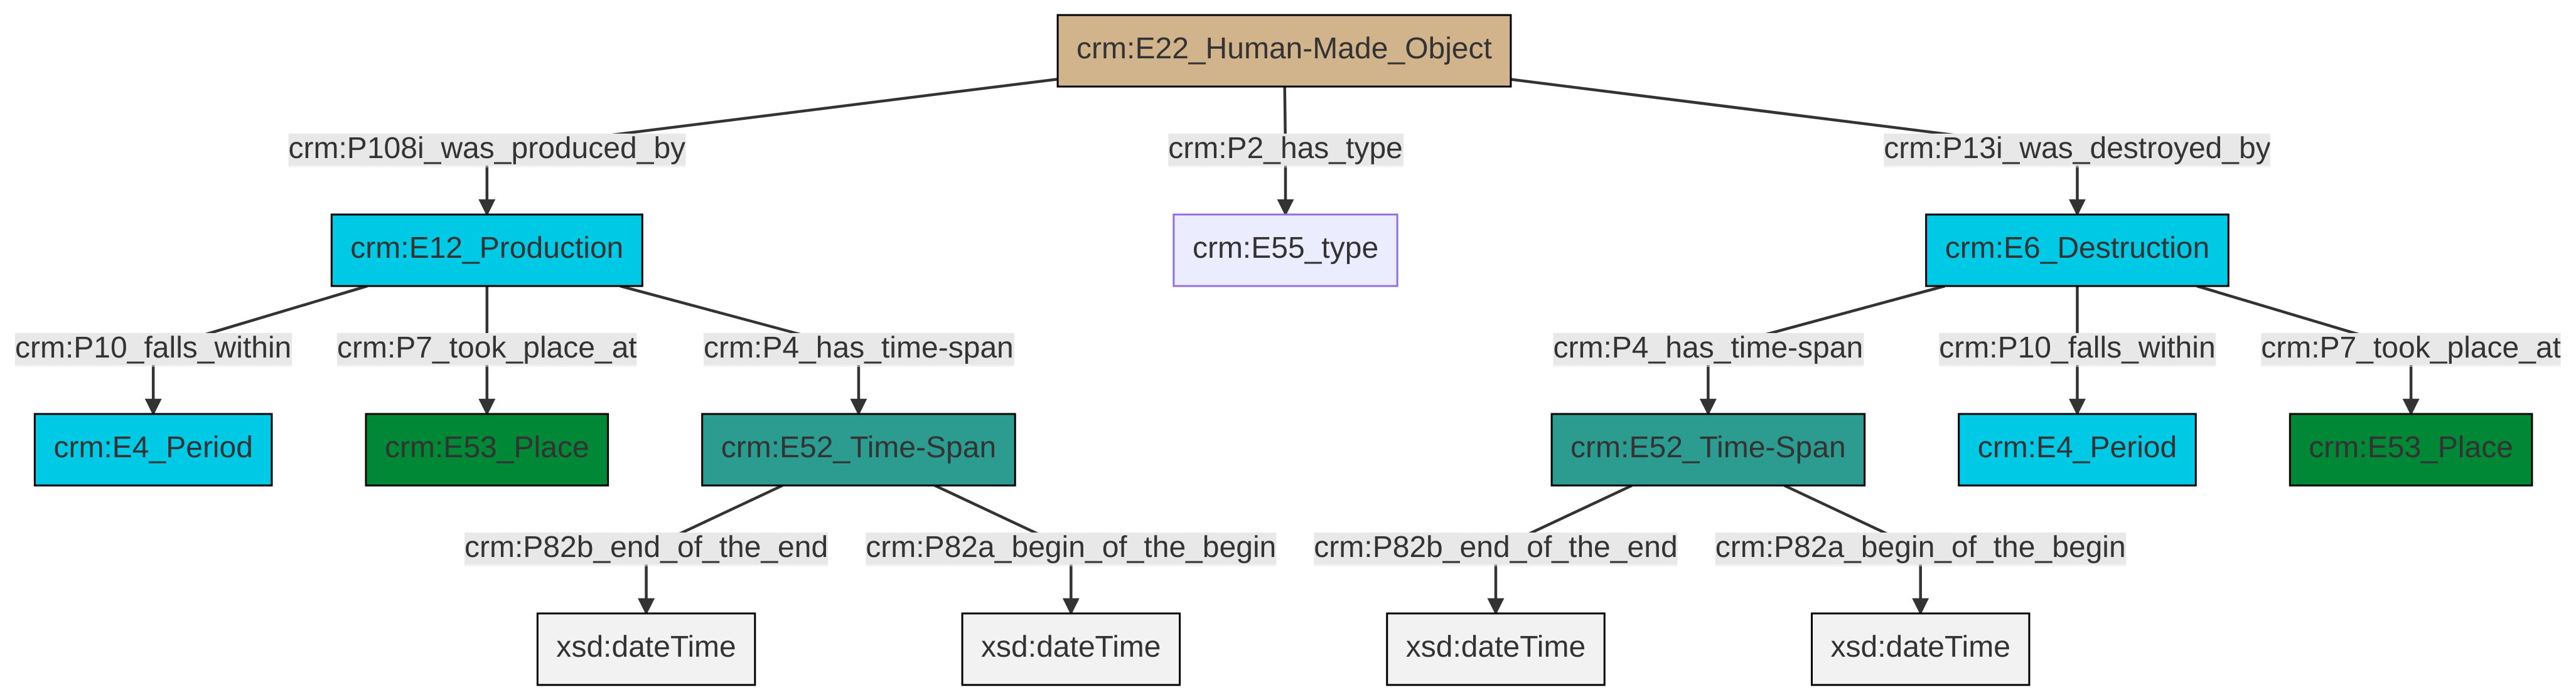 crm:E22_Human-Made_Object
crm:P108i_was_produced_by
crm:P2_has_type
crm:P13i_was_destroyed_by
crm:E12_Production
crm:E55_type
crm:E6_Destruction
crm:P10_falls_within
crm:P7_took_place_at
crm:P4_has_time-span
crm:P4_has_time-span
crm:P10_falls_within
crm:P7_took_place_at
crm:E4_Period
crm:E53_Place
crm:E52_Time-Span
crm:E52_Time-Span
crm:E4_Period
crm:E53_Place
crm:P82b_end_of_the_end
crm:P82a_begin_of_the_begin
crm:P82b_end_of_the_end
crm:P82a_begin_of_the_begin
xsd:dateTime
xsd:dateTime
xsd:dateTime
xsd:dateTime